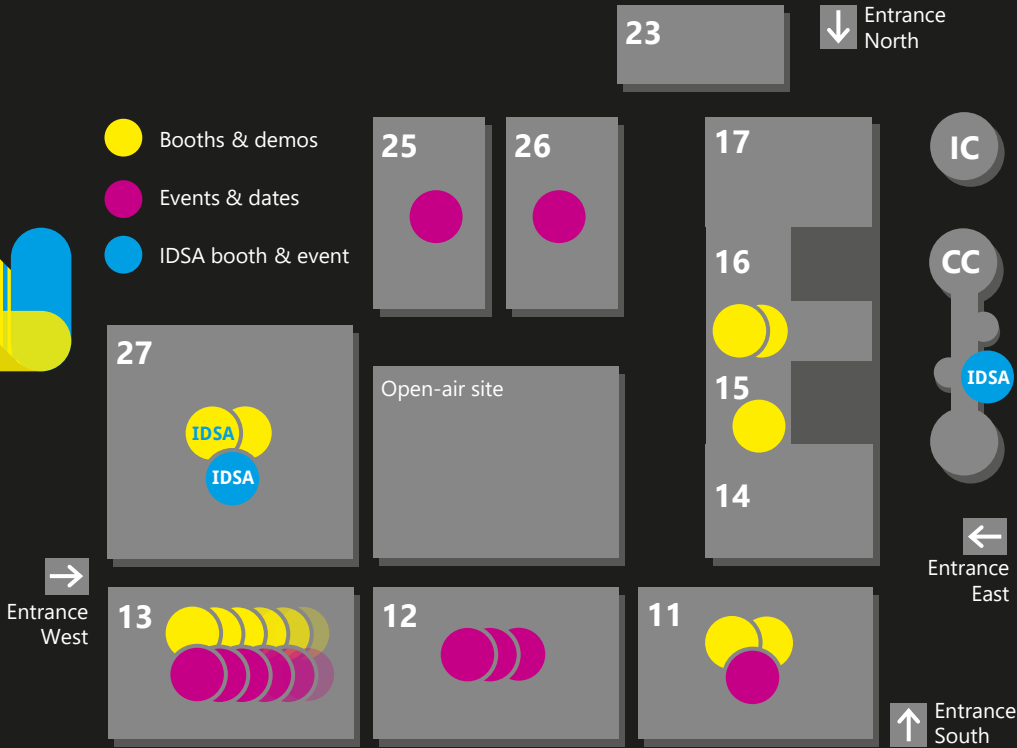 23
Entrance
North
Booths & demos
Events & dates
IDSA booth & event
25
26
17
IC
16
CC
27
Open-air site
15
IDSA
IDSA
IDSA
14
Entrance
East
Entrance
West
13
12
11
Entrance
South